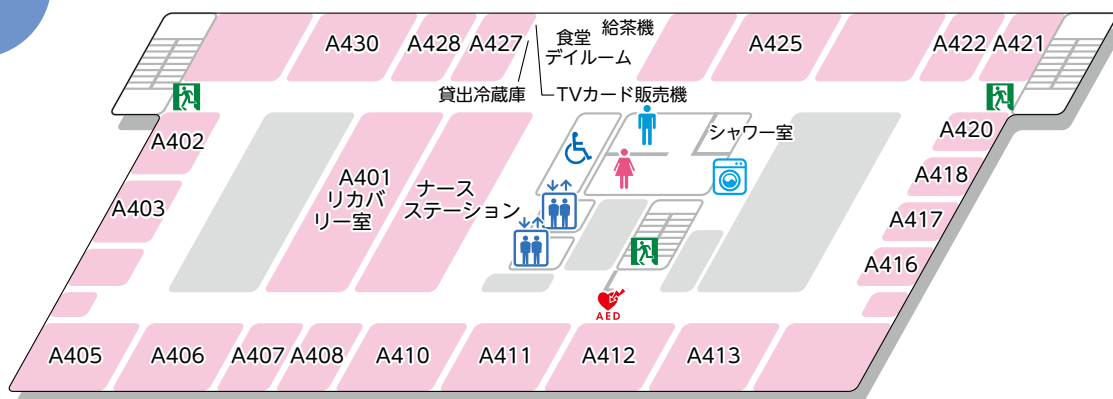 A430
A428
A427
食堂
デイルーム
給茶機
A425
A422
A421
貸出冷蔵庫
TVカード販売機
A402
A403
A401
リカバ
リー室
ナース
ステーション
シャワー室
A420
A418
A417
A416
AED
A405
A406
A407
A408
A410
A411
A412
A413